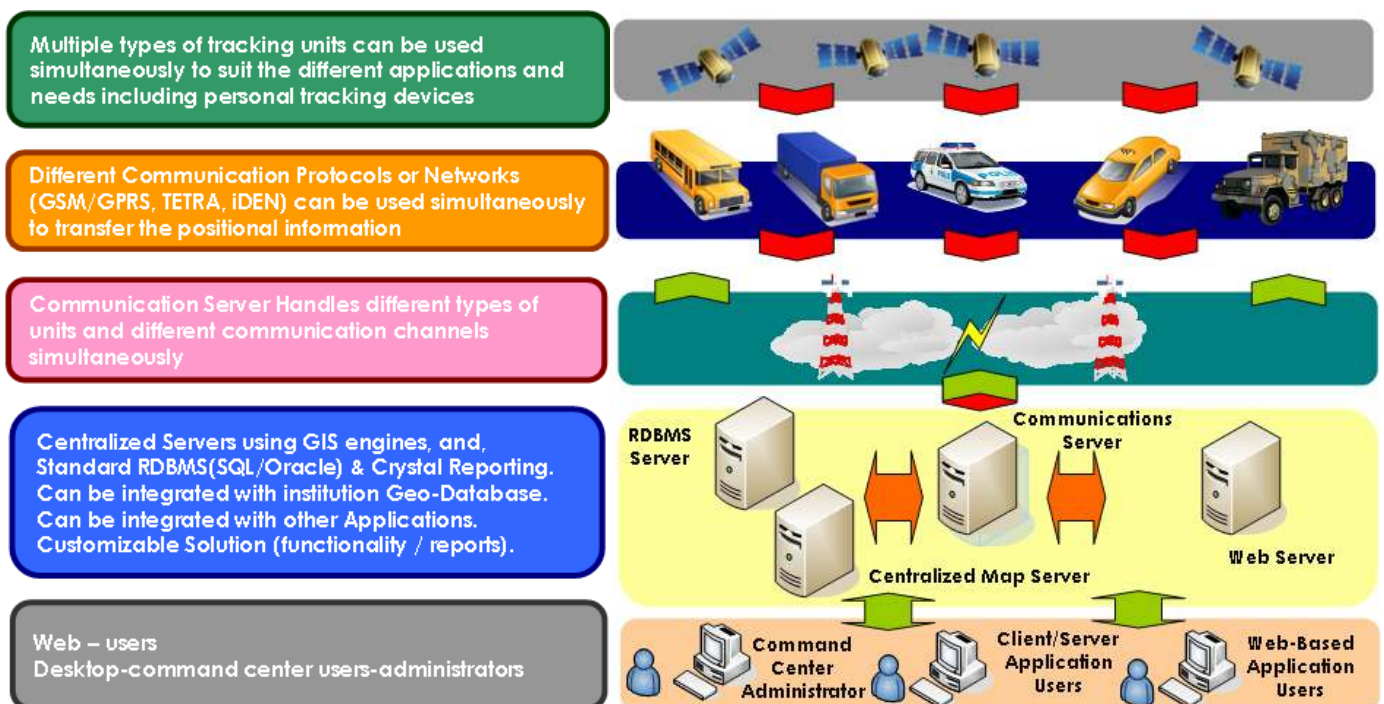 Multiple types of tracking units can be used
simultaneously to suit the different applications and
needs including personal tracking devices
Different Communication Protocols or Networks
(GSM/GPRS, TETRA, iDEN) can be used simultaneously
to transfer the positional information
Communication Server Handles different types of
units and different communication channels
simultaneously
Centralized Servers using GIS engines, and,
Standard RDBMS(SQL/Oracle) & Crystal Reporting.
Can be integrated with institution Geo-Database.
Can be integrated with other Applications.
Customizable Solution (functionality / reports).
RDBMS
Server
Communications
Server
Centralized Map Server
Web Server
Web – users
Desktop-command center users-administrators
Command
Center
Administrator
Client/Server
Application
Users
Web-Based
Application
Users